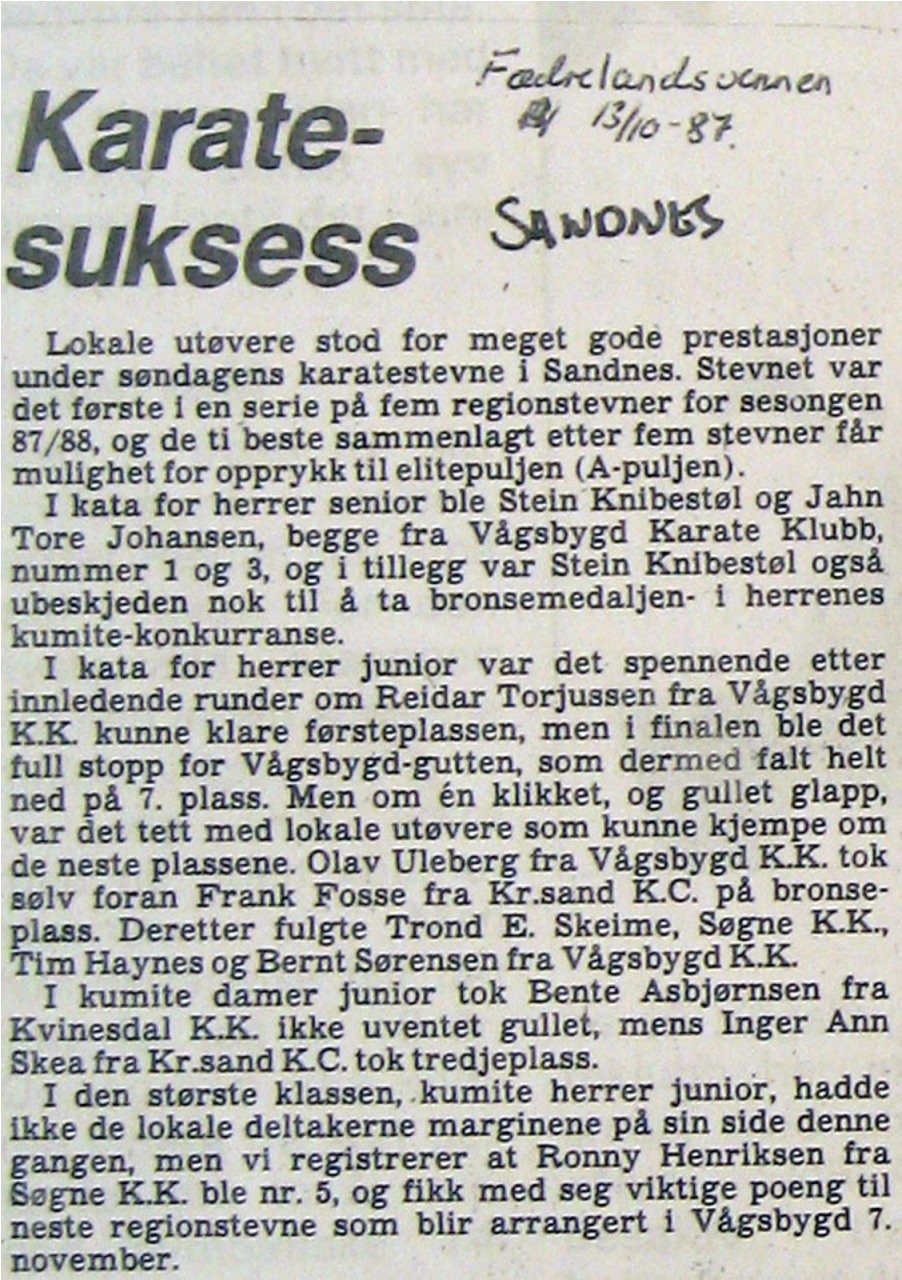 Fædrelandsvennen
13/10-87.
Karate-
suksess
SANDNES
Lokale utøvere stod for meget gode prestasjoner
under søndagens karatestevne i Sandnes. Stevnet var
det første i en serie på fem regionstevner for sesongen
87/88, og de ti beste sammenlagt etter fem stevner får
mulighet for opprykk til elitepuljen (A-puljen).
I kata for herrer senior ble Stein Knibestøl og Jahn
Tore Johansen, begge fra Vågsbygd Karate Klubb,
nummer 1 og 3, og i tillegg var Stein Knibestøl også
ubeskjeden nok til å ta bronsemedaljen- i herrenes
kumite-konkurranse.
I kata for herrer junior var det spennende etter
innledende runder om Reidar Torjussen fra Vågsbygd
K.K. kunne klare førsteplassen, men i finalen ble det
full stopp for Vågsbygd-gutten, som dermed falt helt
ned på 7. plass. Men om én klikket, og gullet glapp,
var det tett med lokale utøvere som kunne kjempe om
de neste plassene. Olav Uleberg fra Vågsbygd K.K. tok
sølv foran Frank Fosse fra Kr.sand K.C. på bronse-
plass. Deretter fulgte Trond E. Skeime, Søgne K.K.,
Tim Haynes og Bernt Sørensen fra Vågsbygd K.K.
I kumite damer junior tok Bente Asbjørnsen fra
Kvinesdal K.K. ikke uventet gullet, mens Inger Ann
Skea fra Kr.sand K.C. tok tredjeplass.
I den største klassen, kumite herrer junior, hadde
ikke de lokale deltakerne marginene på sin side denne
gangen, men vi registrerer at Ronny Henriksen fra
Søgne K.K. ble nr. 5, og fikk med seg viktige poeng til
neste regionstevne som blir arrangert i Vågsbygd 7.
november.